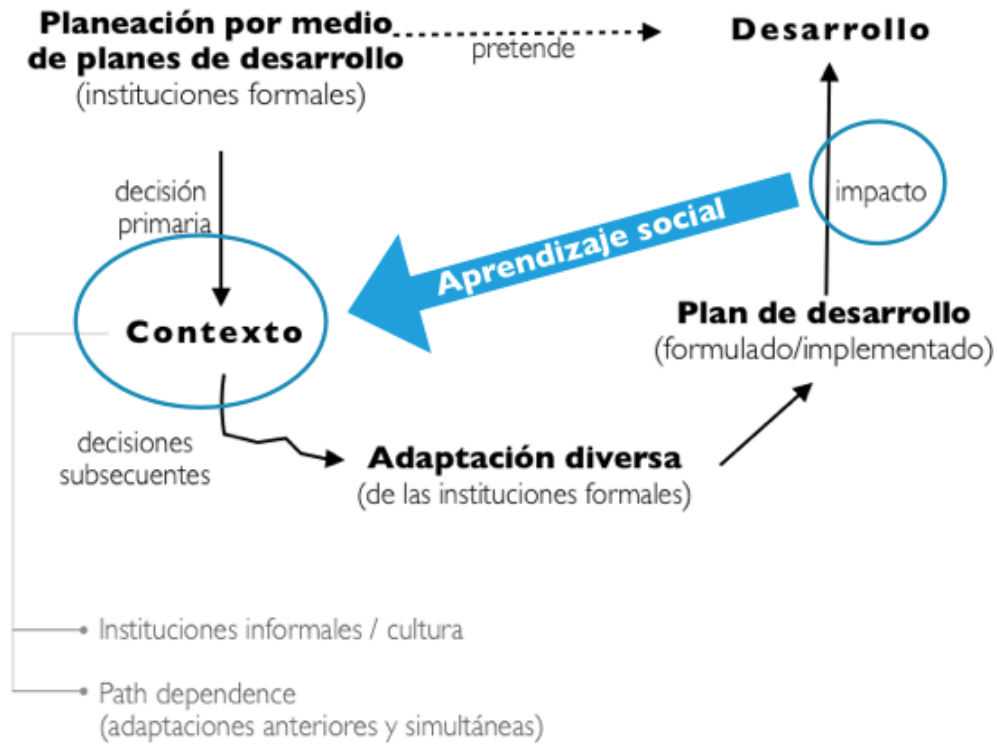 Planeación por medio
de planes de desarrollo
(instituciones formales)
pretende
Desarrollo
decisión
primaria
impacto
Aprendizaje social
Contexto
Plan de desarrollo
(formulado/implementado)
decisiones
subsecuentes
Adaptación diversa
(de las instituciones formales)
Instituciones informales / cultura
Path dependence
(adaptaciones anteriores y simultáneas)